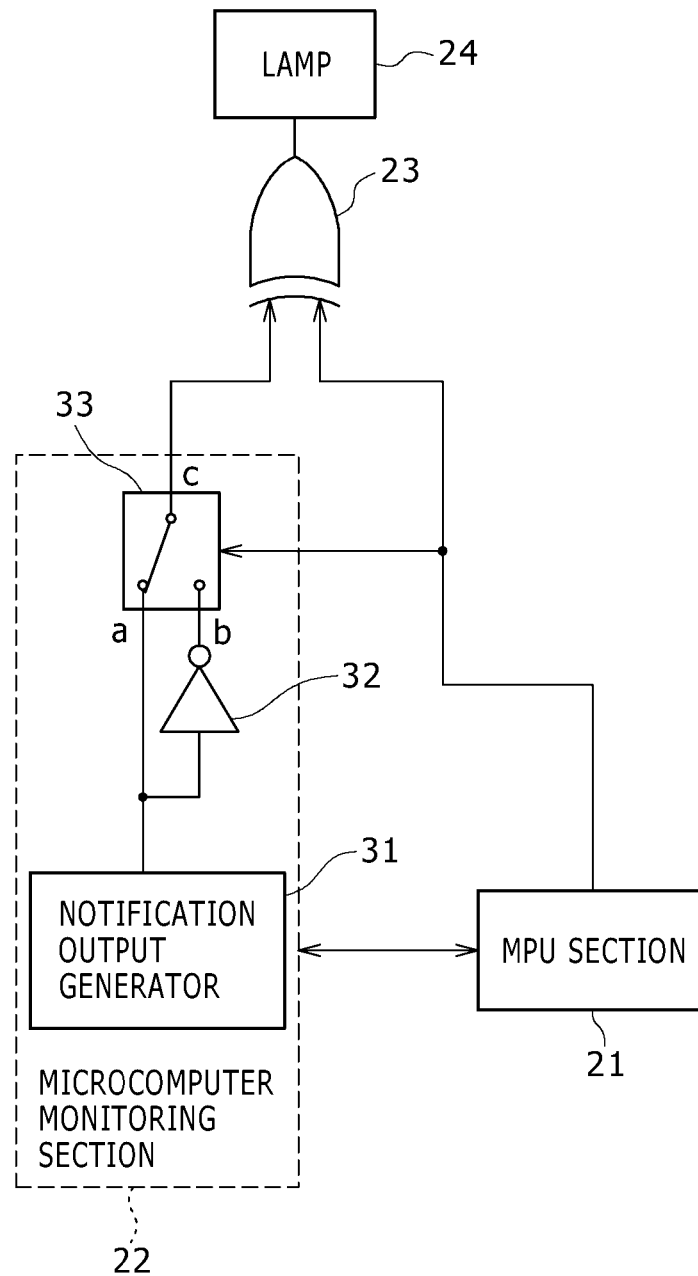 LAMP
24
23
33
c
a
b
32
31
NOTIFICATION
OUTPUT
GENERATOR
MPU SECTION
21
MICROCOMPUTER
MONITORING
SECTION
22